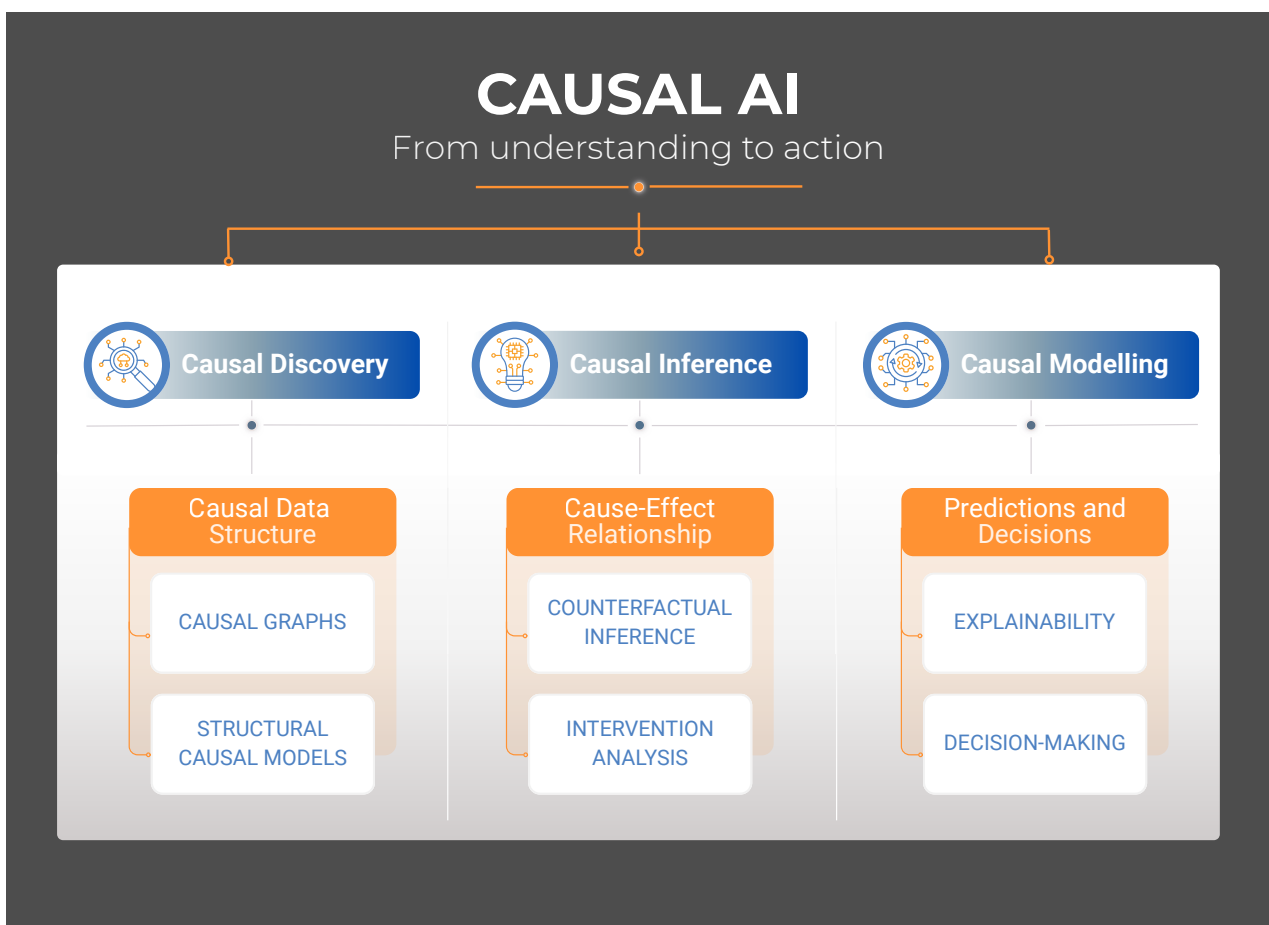 CAUSAL AI
From understanding to action
Causal Discovery
Causal Inference
Causal Modelling
Causal Data
Structure
CAUSAL GRAPHS
STRUCTURAL
CAUSAL MODELS
Cause-Effect
Relationship
COUNTERFACTUAL
INFERENCE
INTERVENTION
ANALYSIS
Predictions and
Decisions
EXPLAINABILITY
DECISION-MAKING